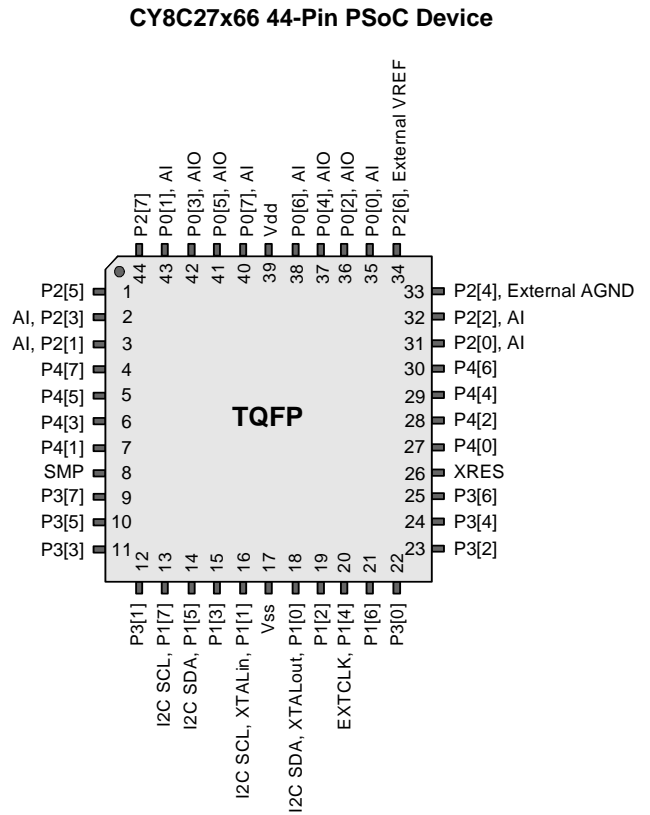 CY8C27x66 44-Pin PSoC Device
P2[7]
P0[1], AI
P0[3], AIO
P0[5], AIO
P0[7], AI
Vdd
P0[6], AI
P0[4], AIO
P0[2], AIO
P0[0], AI
P2[6], External VREF
44
43
42
41
40
39
38
37
36
35
34
P2[5] 1
AI, P2[3] 2
AI, P2[1] 3
P4[7] 4
P4[5] 5
P4[3] 6
P4[1] 7
SMP 8
P3[7] 9
P3[5] 10
P3[3] 11
TQFP
33 P2[4], External AGND
32 P2[2], AI
31 P2[0], AI
30 P4[6]
29 P4[4]
28 P4[2]
27 P4[0]
26 XRES
25 P3[6]
24 P3[4]
23 P3[2]
12
13
14
15
16
17
18
19
20
21
22
P3[1]
I2C SCL, P1[7]
I2C SDA, P1[5]
P1[3]
I2C SCL, XTALin, P1[1]
Vss
I2C SDA, XTALout, P1[0]
P1[2]
EXTCLK, P1[4]
P1[6]
P3[0]